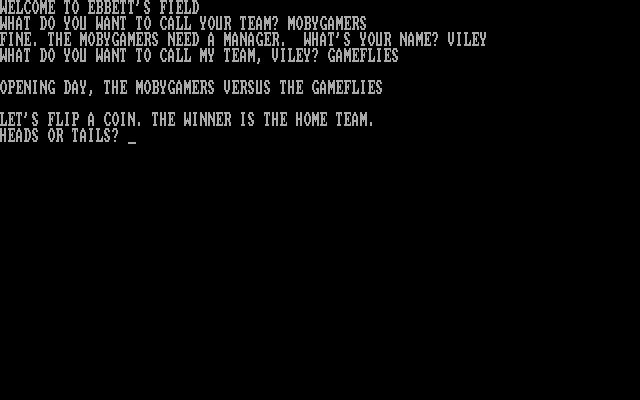 WELCOME TO EBBETT'S FIELD
WHAT DO YOU WANT TO CALL YOUR TEAM? MOBYGAMERS
FINE. THE MOBYGAMERS NEED A MANAGER.  WHAT'S YOUR NAME? VILEY
WHAT DO YOU WANT TO CALL MY TEAM, VILEY? GAMEFLIES
OPENING DAY, THE MOBYGAMERS VERSUS THE GAMEFLIES
LET'S FLIP A COIN. THE WINNER IS THE HOME TEAM.
HEADS OR TAILS? _